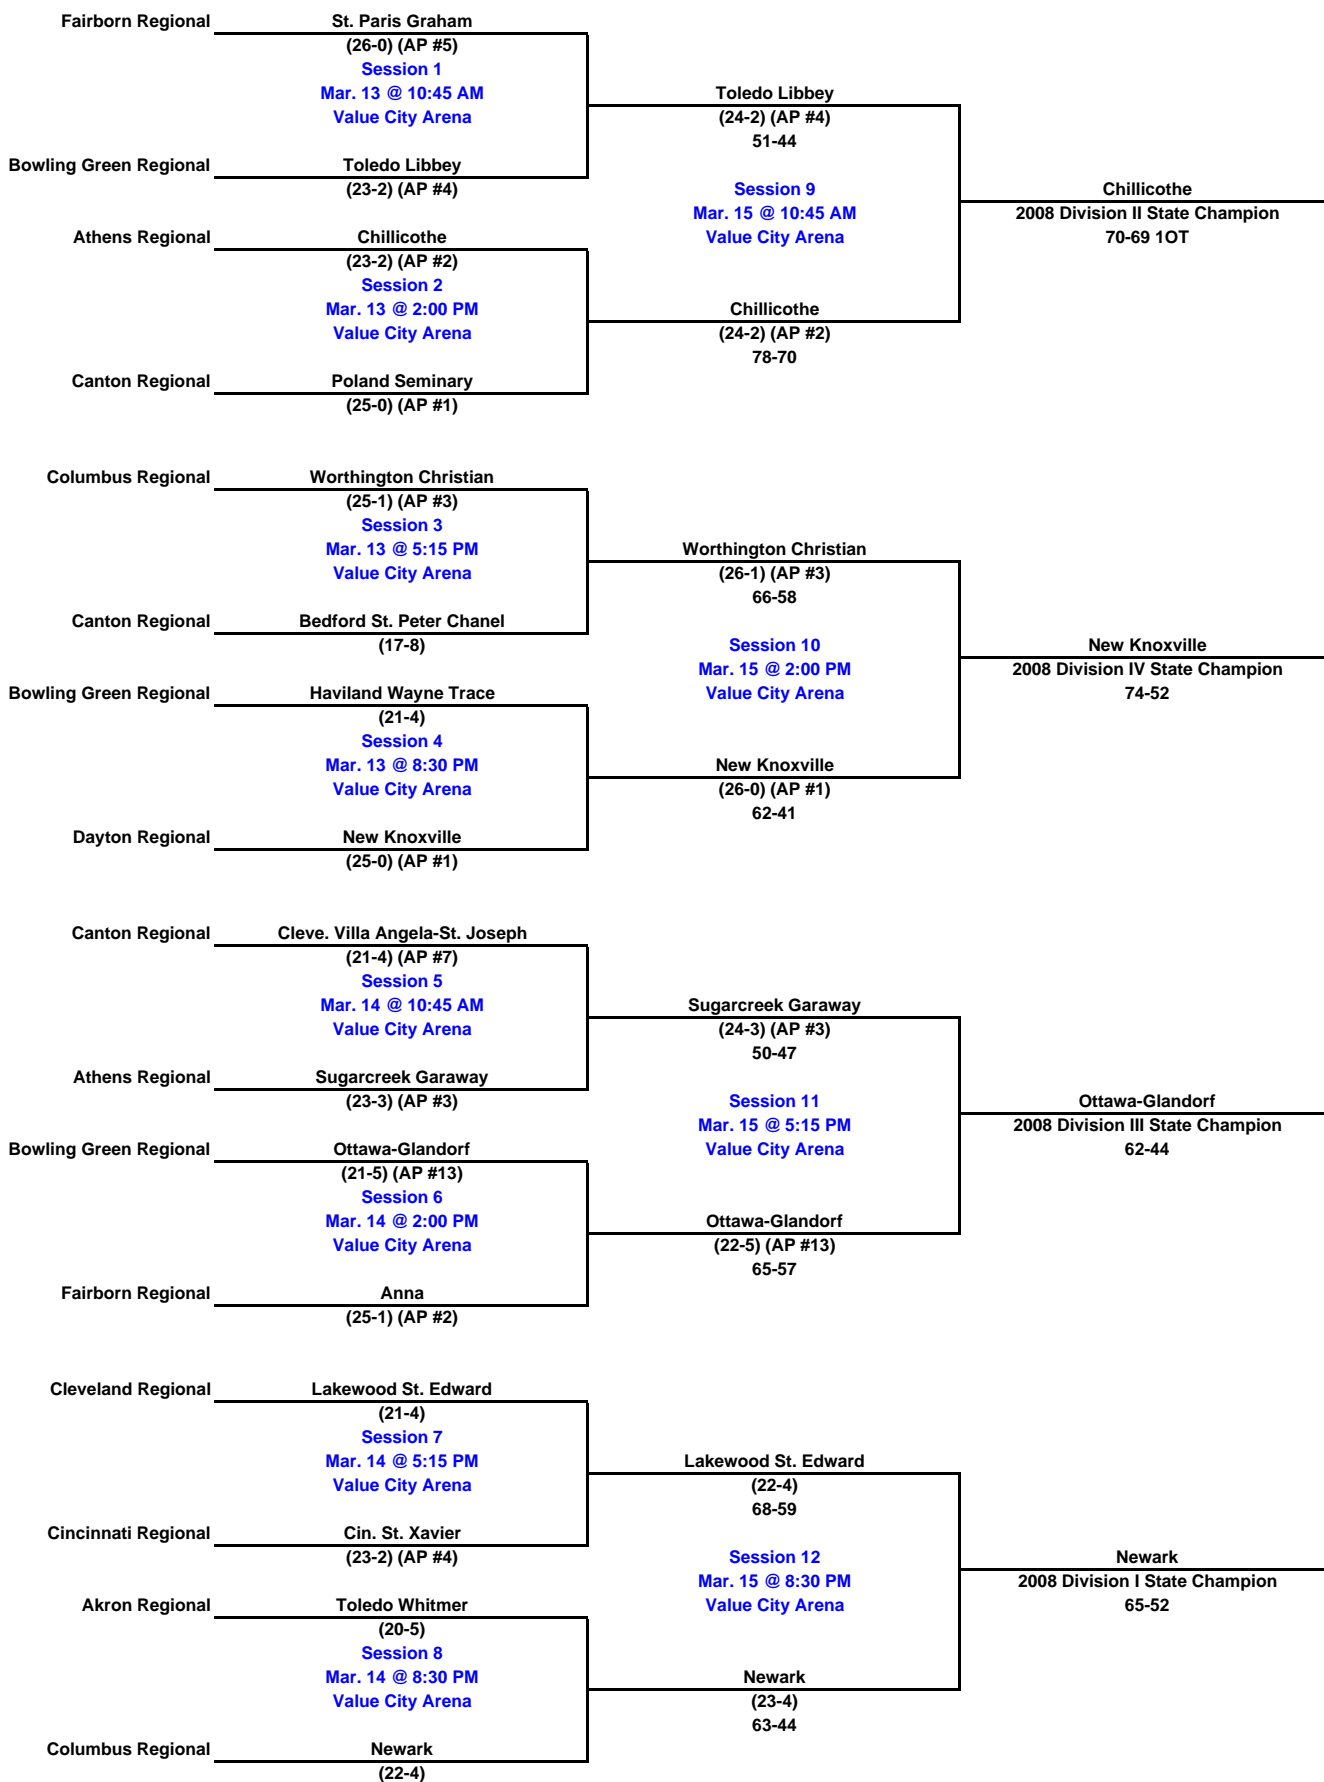 Fairborn Regional
St. Paris Graham
(26-0) (AP #5)
Session 1
Mar. 13 @ 10:45 AM
Value City Arena
Bowling Green Regional
Toledo Libbey
(23-2) (AP #4)
Toledo Libbey
(24-2) (AP #4)
51-44
Session 9
Mar. 15 @ 10:45 AM
Value City Arena
Chillicothe
2008 Division II State Champion
70-69 1OT
Athens Regional
Chillicothe
(23-2) (AP #2)
Session 2
Mar. 13 @ 2:00 PM
Value City Arena
Canton Regional
Poland Seminary
(25-0) (AP #1)
Chillicothe
(24-2) (AP #2)
78-70
Columbus Regional
Worthington Christian
(25-1) (AP #3)
Session 3
Mar. 13 @ 5:15 PM
Value City Arena
Canton Regional
Bedford St. Peter Chanel
(17-8)
Worthington Christian
(26-1) (AP #3)
66-58
Session 10
Mar. 15 @ 2:00 PM
Value City Arena
New Knoxville
2008 Division IV State Champion
74-52
Bowling Green Regional
Haviland Wayne Trace
(21-4)
Session 4
Mar. 13 @ 8:30 PM
Value City Arena
Dayton Regional
New Knoxville
(25-0) (AP #1)
New Knoxville
(26-0) (AP #1)
62-41
Canton Regional
Cleve. Villa Angela-St. Joseph
(21-4) (AP #7)
Session 5
Mar. 14 @ 10:45 AM
Value City Arena
Athens Regional
Sugarcreek Garaway
(23-3) (AP #3)
Sugarcreek Garaway
(24-3) (AP #3)
50-47
Session 11
Mar. 15 @ 5:15 PM
Value City Arena
Ottawa-Glandorf
2008 Division III State Champion
62-44
Bowling Green Regional
Ottawa-Glandorf
(21-5) (AP #13)
Session 6
Mar. 14 @ 2:00 PM
Value City Arena
Fairborn Regional
Anna
(25-1) (AP #2)
Ottawa-Glandorf
(22-5) (AP #13)
65-57
Cleveland Regional
Lakewood St. Edward
(21-4)
Session 7
Mar. 14 @ 5:15 PM
Value City Arena
Cincinnati Regional
Cin. St. Xavier
(23-2) (AP #4)
Lakewood St. Edward
(22-4)
68-59
Session 12
Mar. 15 @ 8:30 PM
Value City Arena
Newark
2008 Division I State Champion
65-52
Akron Regional
Toledo Whitmer
(20-5)
Session 8
Mar. 14 @ 8:30 PM
Value City Arena
Columbus Regional
Newark
(22-4)
Newark
(23-4)
63-44